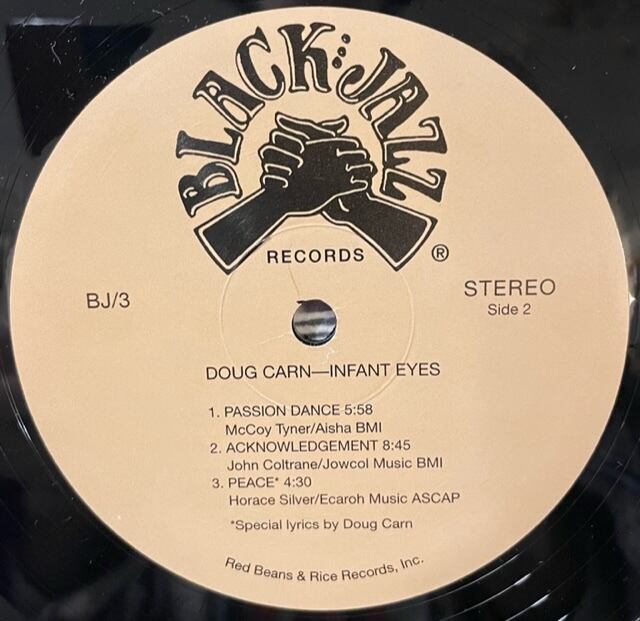 BLACK JAZZ
RECORDS ®
BJ/3
STEREO
Side 2
DOUG CARN—INFANT EYES
1. PASSION DANCE 5:58
McCoy Tyner/Aisha BMI
2. ACKNOWLEDGEMENT 8:45
John Coltrane/Jowcol Music BMI
3. PEACE* 4:30
Horace Silver/Ecaroh Music ASCAP
*Special lyrics by Doug Carn
Red Beans & Rice Records, Inc.